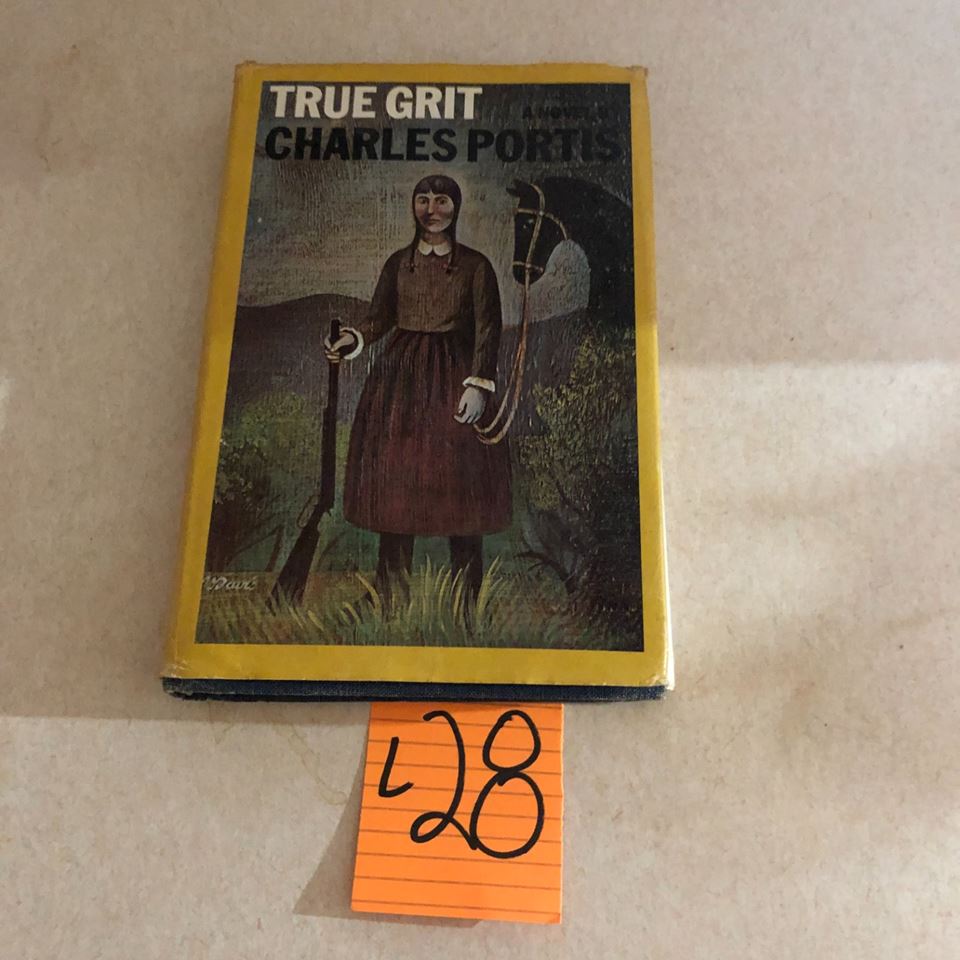 TRUE GRIT A NOVEL BY
CHARLES PORTIS
L28